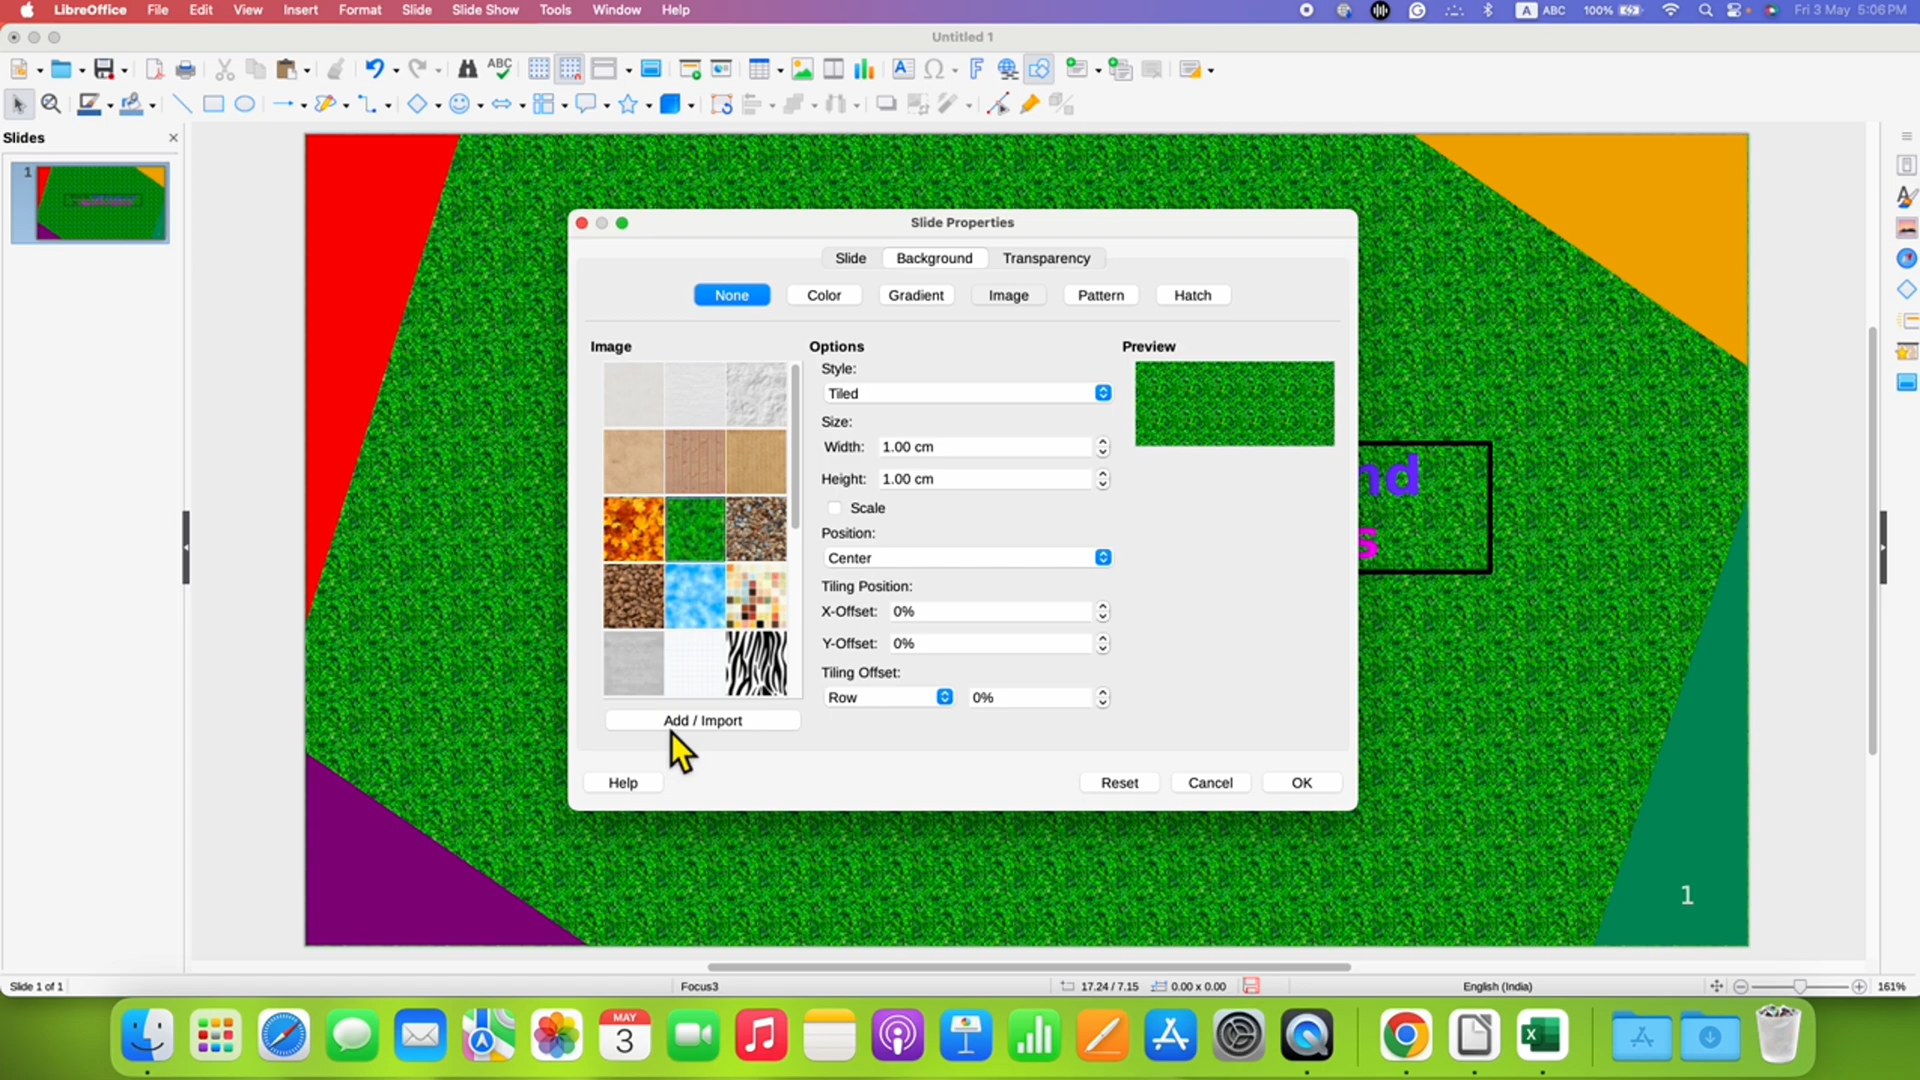 LibreOffice File Edit View Insert Format Slide Slide Show Tools Window Help
A ABC 100% Fri 3 May 5:06 PM
Untitled 1
ABC
Slides
1
Slide Properties
Slide Background Transparency
None Color Gradient Image Pattern Hatch
Image
Options
Preview
Style:
Tiled
Size:
Width: 1.00 cm
Height: 1.00 cm
Scale
Position:
Center
Tiling Position:
X-Offset: 0%
Y-Offset: 0%
Tiling Offset:
Row 0%
Add / Import
Help Reset Cancel OK
nd
s
1
Slide 1 of 1 Focus3 17.24 / 7.15 0.00 x 0.00 English (India) 161%
MAY
3